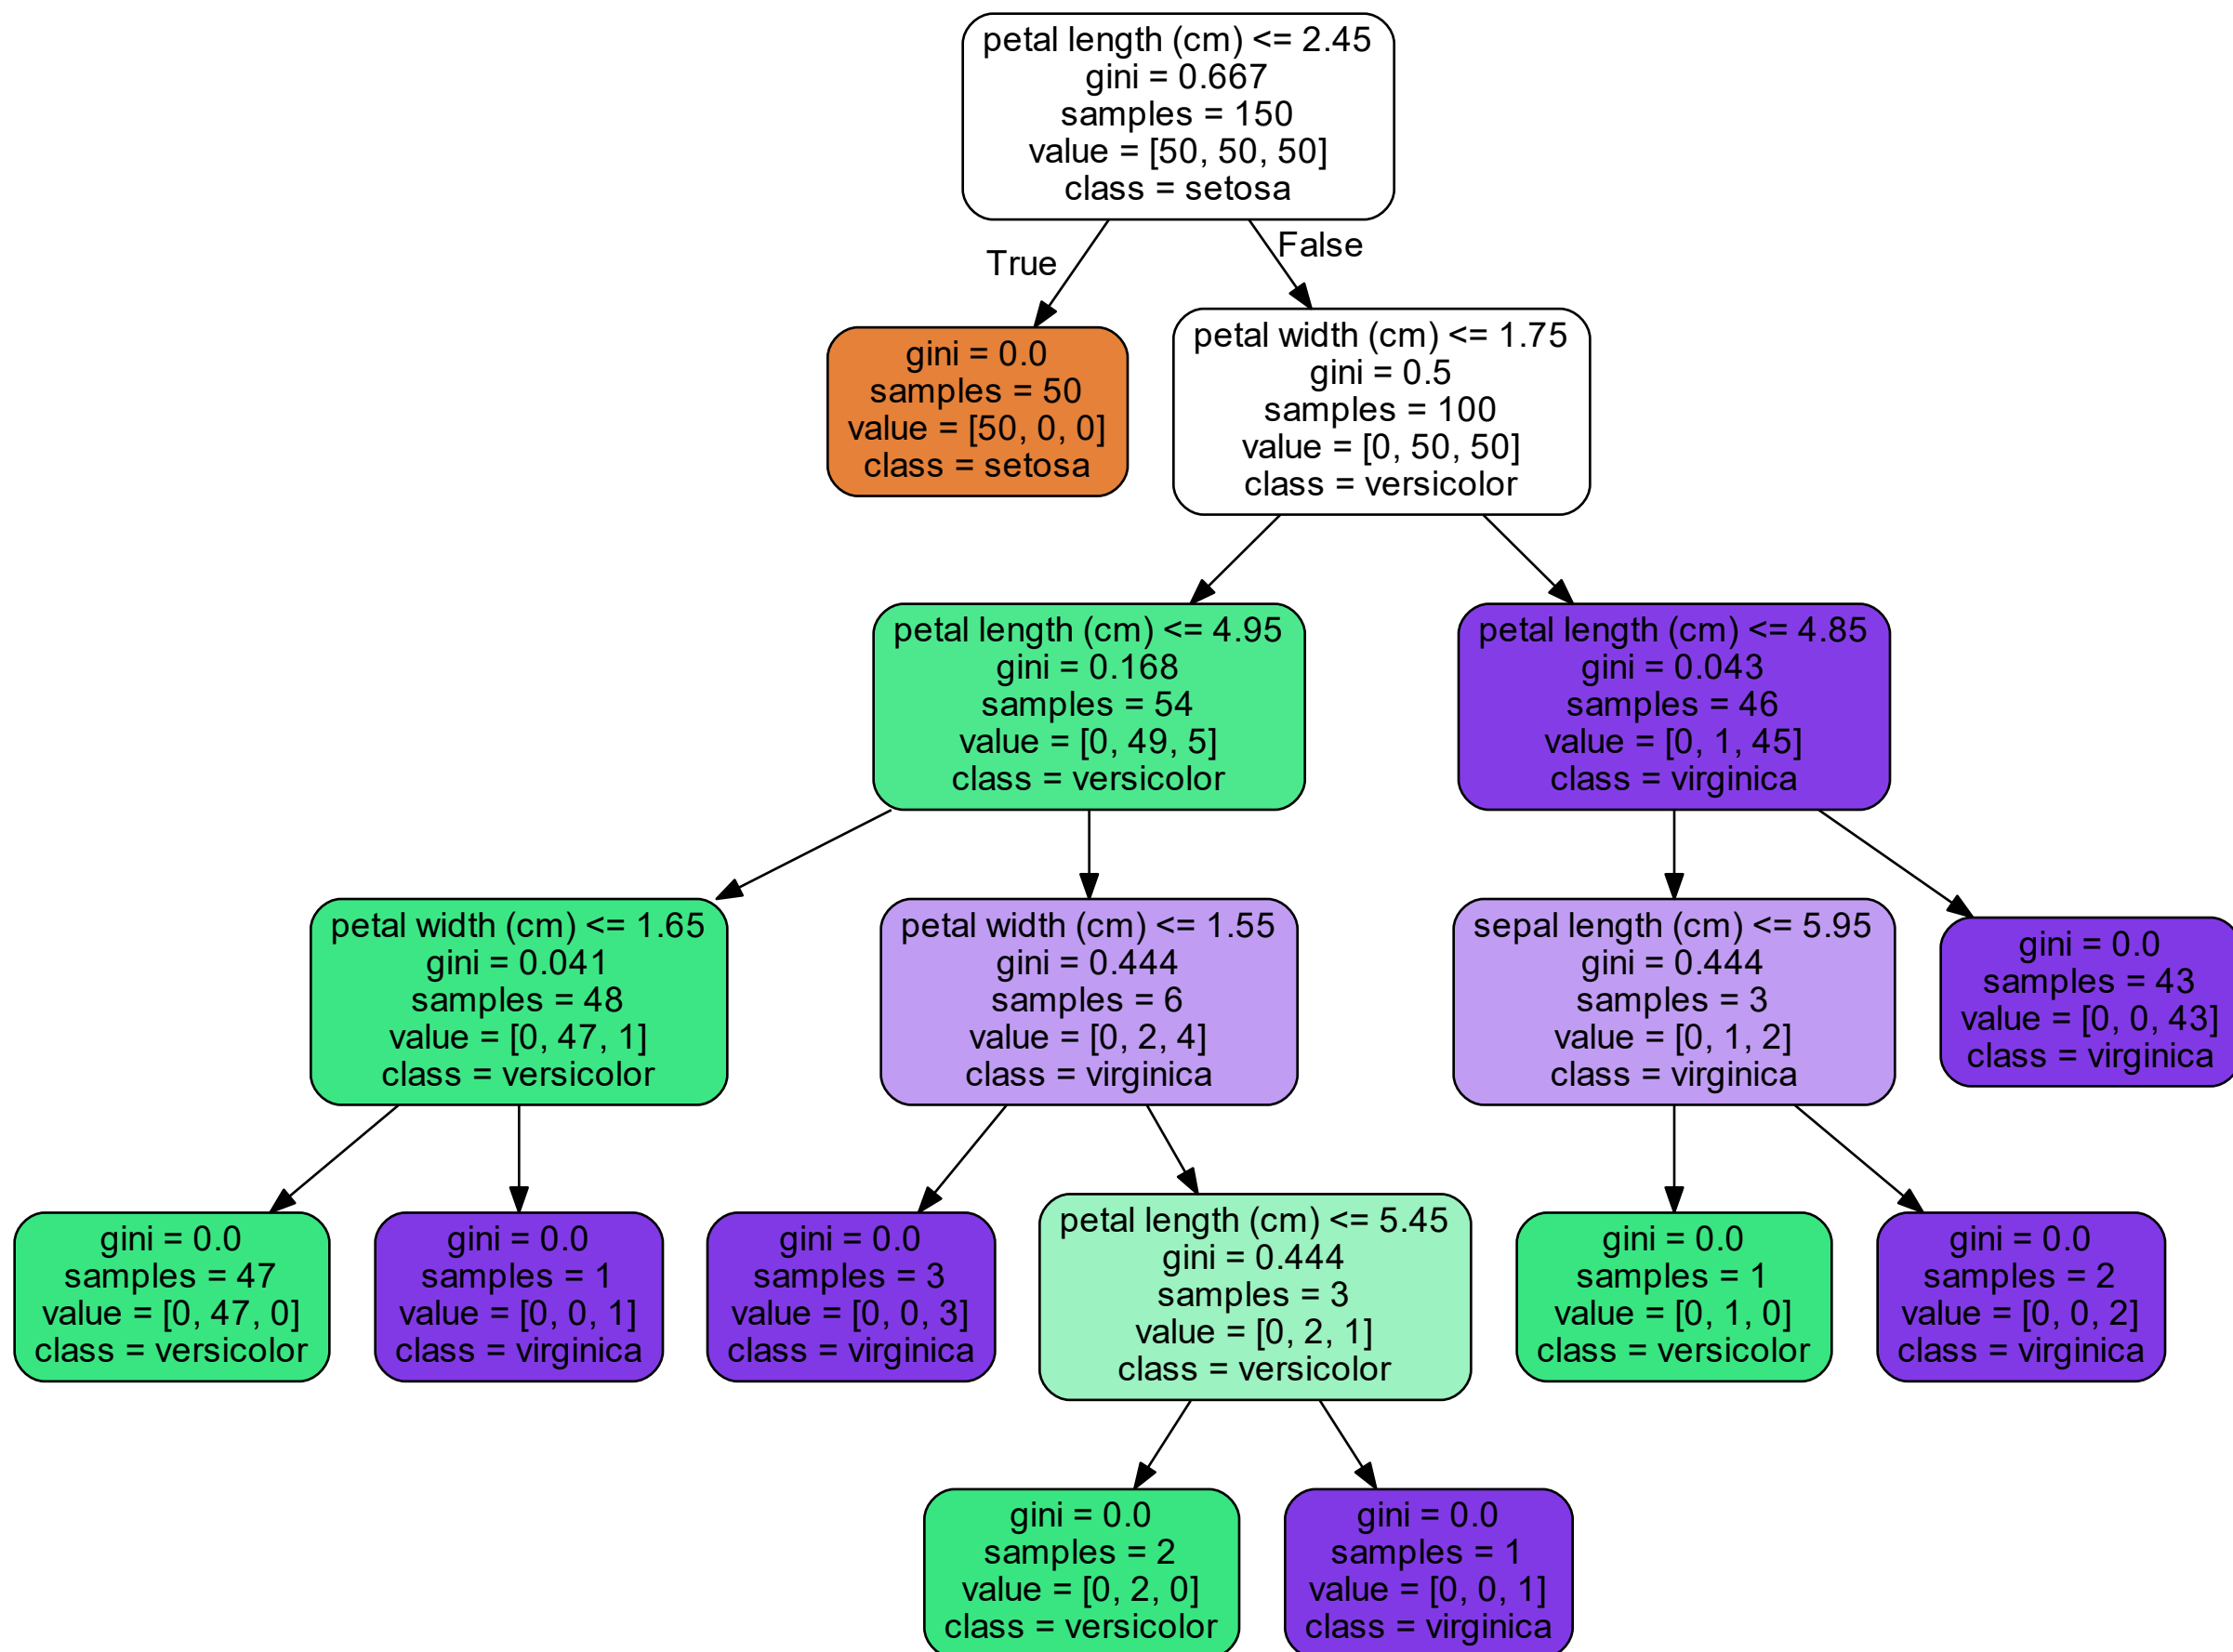 petal length (cm) <= 2.45
gini = 0.667
samples = 150
value = [50, 50, 50]
class = setosa
True
False
gini = 0.0
samples = 50
value = [50, 0, 0]
class = setosa
petal width (cm) <= 1.75
gini = 0.5
samples = 100
value = [0, 50, 50]
class = versicolor
petal length (cm) <= 4.95
gini = 0.168
samples = 54
value = [0, 49, 5]
class = versicolor
petal length (cm) <= 4.85
gini = 0.043
samples = 46
value = [0, 1, 45]
class = virginica
petal width (cm) <= 1.65
gini = 0.041
samples = 48
value = [0, 47, 1]
class = versicolor
petal width (cm) <= 1.55
gini = 0.444
samples = 6
value = [0, 2, 4]
class = virginica
sepal length (cm) <= 5.95
gini = 0.444
samples = 3
value = [0, 1, 2]
class = virginica
gini = 0.0
samples = 43
value = [0, 0, 43]
class = virginica
gini = 0.0
samples = 47
value = [0, 47, 0]
class = versicolor
gini = 0.0
samples = 1
value = [0, 0, 1]
class = virginica
gini = 0.0
samples = 3
value = [0, 0, 3]
class = virginica
petal length (cm) <= 5.45
gini = 0.444
samples = 3
value = [0, 2, 1]
class = versicolor
gini = 0.0
samples = 1
value = [0, 1, 0]
class = versicolor
gini = 0.0
samples = 2
value = [0, 0, 2]
class = virginica
gini = 0.0
samples = 2
value = [0, 2, 0]
class = versicolor
gini = 0.0
samples = 1
value = [0, 0, 1]
class = virginica